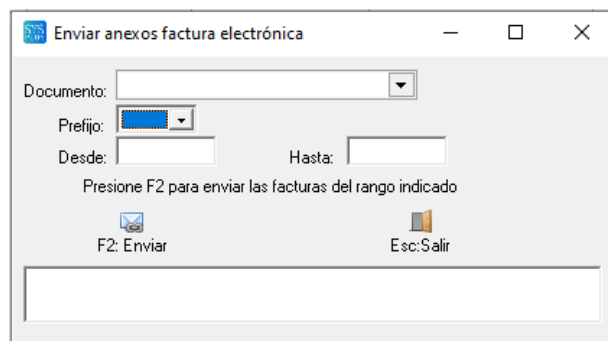 Enviar anexos factura electrónica
Documento:
Prefijo:
Desde: Hasta:
Presione F2 para enviar las facturas del rango indicado
F2: Enviar Esc:Salir